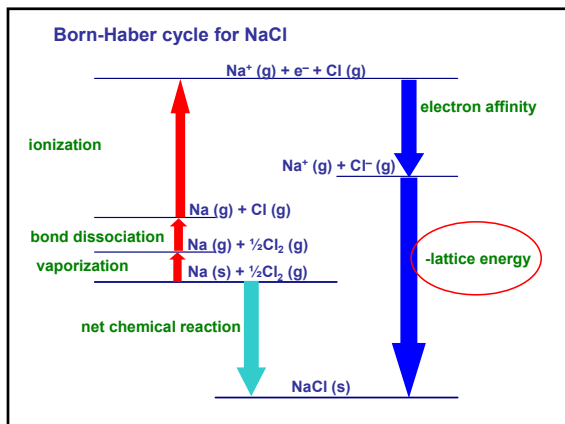 Born-Haber cycle for NaCl
Na⁺ (g) + e⁻ + Cl (g)
electron affinity
ionization
Na⁺ (g) + Cl⁻ (g)
Na (g) + Cl (g)
bond dissociation
Na (g) + ½Cl₂ (g)
-lattice energy
vaporization
Na (s) + ½Cl₂ (g)
net chemical reaction
NaCl (s)